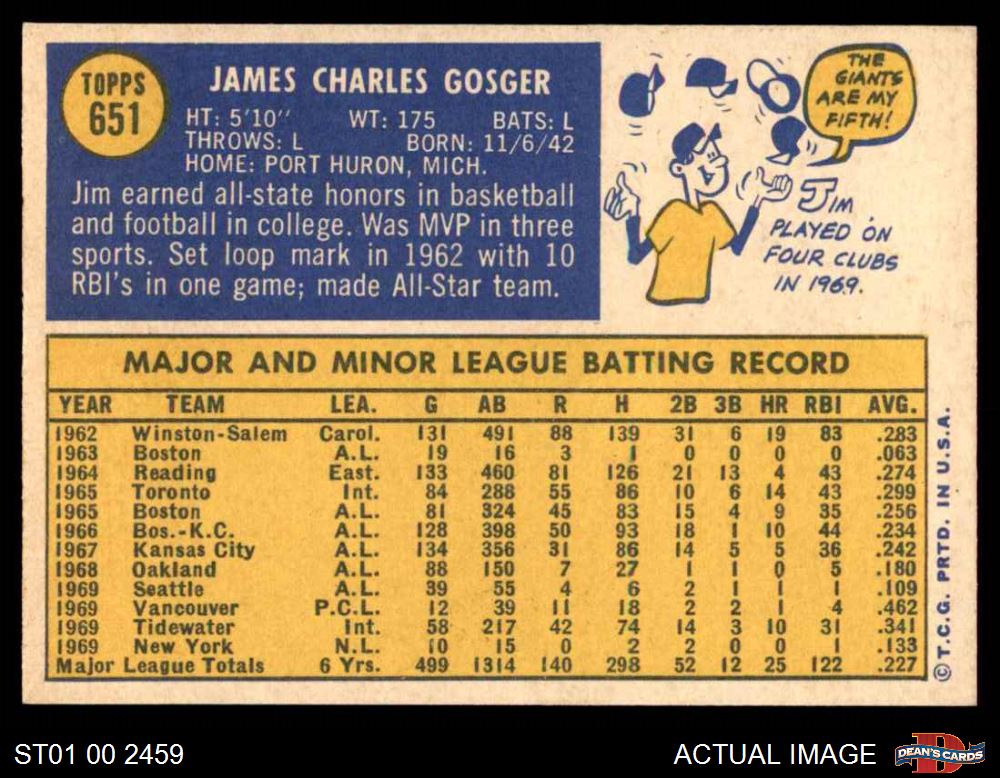 TOPPS
651
JAMES CHARLES GOSGER
HT: 5'10" WT: 175 BATS: L
THROWS: L BORN: 11/6/42
HOME: PORT HURON, MICH.
Jim earned all-state honors in basketball
and football in college. Was MVP in three
sports. Set loop mark in 1962 with 10
RBI's in one game; made All-Star team.
THE
GIANTS
ARE MY
FIFTH!
JIM
PLAYED ON
FOUR CLUBS
IN 1969.
MAJOR AND MINOR LEAGUE BATTING RECORD
YEAR TEAM LEA. G AB R H 2B 3B HR RBI AVG.
1962 Winston-Salem Carol. 131 491 88 139 31 6 19 83 .283
1963 Boston A.L. 19 16 3 1 0 0 0 0 .063
1964 Reading East. 133 460 81 126 21 13 4 43 .274
1965 Toronto Int. 84 288 55 86 10 6 14 43 .299
1965 Boston A.L. 81 324 45 83 15 4 9 35 .256
1966 Bos.-K.C. A.L. 128 398 50 93 18 1 10 44 .234
1967 Kansas City A.L. 134 356 31 86 14 5 5 36 .242
1968 Oakland A.L. 88 150 7 27 1 1 0 5 .180
1969 Seattle A.L. 39 55 4 6 2 1 1 1 .109
1969 Vancouver P.C.L. 12 39 11 18 2 2 1 4 .462
1969 Tidewater Int. 58 217 42 74 14 3 10 31 .341
1969 New York N.L. 10 15 0 2 2 0 0 1 .133
Major League Totals 6 Yrs. 499 1314 140 298 52 12 25 122 .227
©T.C.G. PRTD. IN U.S.A.
ST01 00 2459
ACTUAL IMAGE
D
DEAN'S CARDS